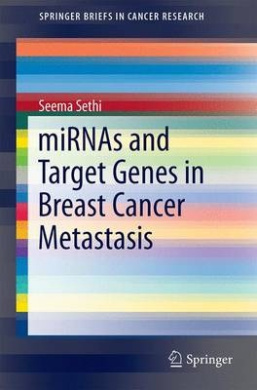 SPRINGER BRIEFS IN CANCER RESEARCH
Seema Sethi
miRNAs and
Target Genes in
Breast Cancer
Metastasis
Springer